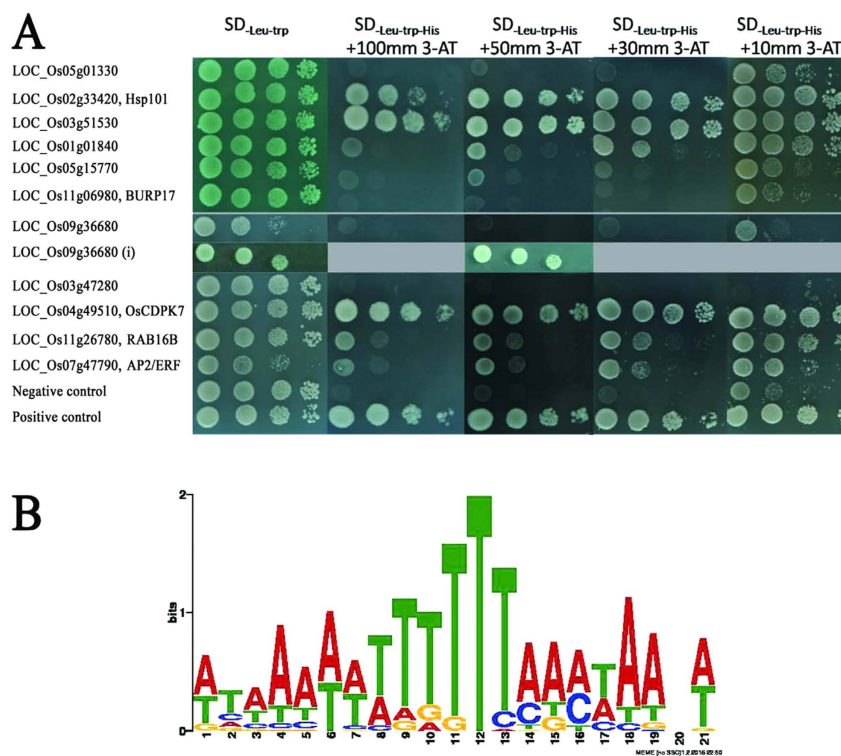 A
SD-Leu-trp
SD-Leu-trp-His
+100mm 3-AT
SD-Leu-trp-His
+50mm 3-AT
SD-Leu-trp-His
+30mm 3-AT
SD-Leu-trp-His
+10mm 3-AT
LOC_Os05g01330
LOC_Os02g33420, Hsp101
LOC_Os03g51530
LOC_Os01g01840
LOC_Os05g15770
LOC_Os11g06980, BURP17
LOC_Os09g36680
LOC_Os09g36680 (i)
LOC_Os03g47280
LOC_Os04g49510, OsCDPK7
LOC_Os11g26780, RAB16B
LOC_Os07g47790, AP2/ERF
Negative control
Positive control
B
2
bits
1
0
1 2 3 4 5 6 7 8 9 10 11 12 13 14 15 16 17 18 19 20 21
MEME (no SSC)